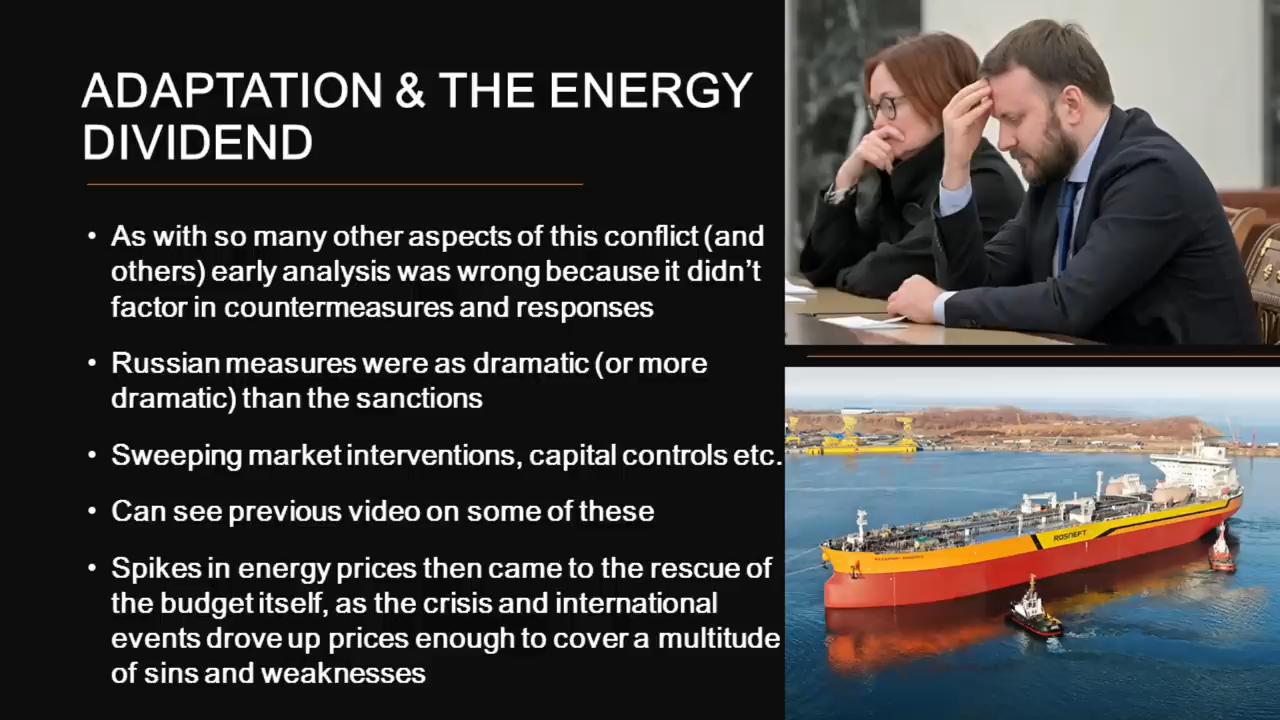 ADAPTATION & THE ENERGY
DIVIDEND
• As with so many other aspects of this conflict (and
others) early analysis was wrong because it didn’t
factor in countermeasures and responses
• Russian measures were as dramatic (or more
dramatic) than the sanctions
• Sweeping market interventions, capital controls etc.
• Can see previous video on some of these
• Spikes in energy prices then came to the rescue of
the budget itself, as the crisis and international
events drove up prices enough to cover a multitude
of sins and weaknesses
ROSNEFT